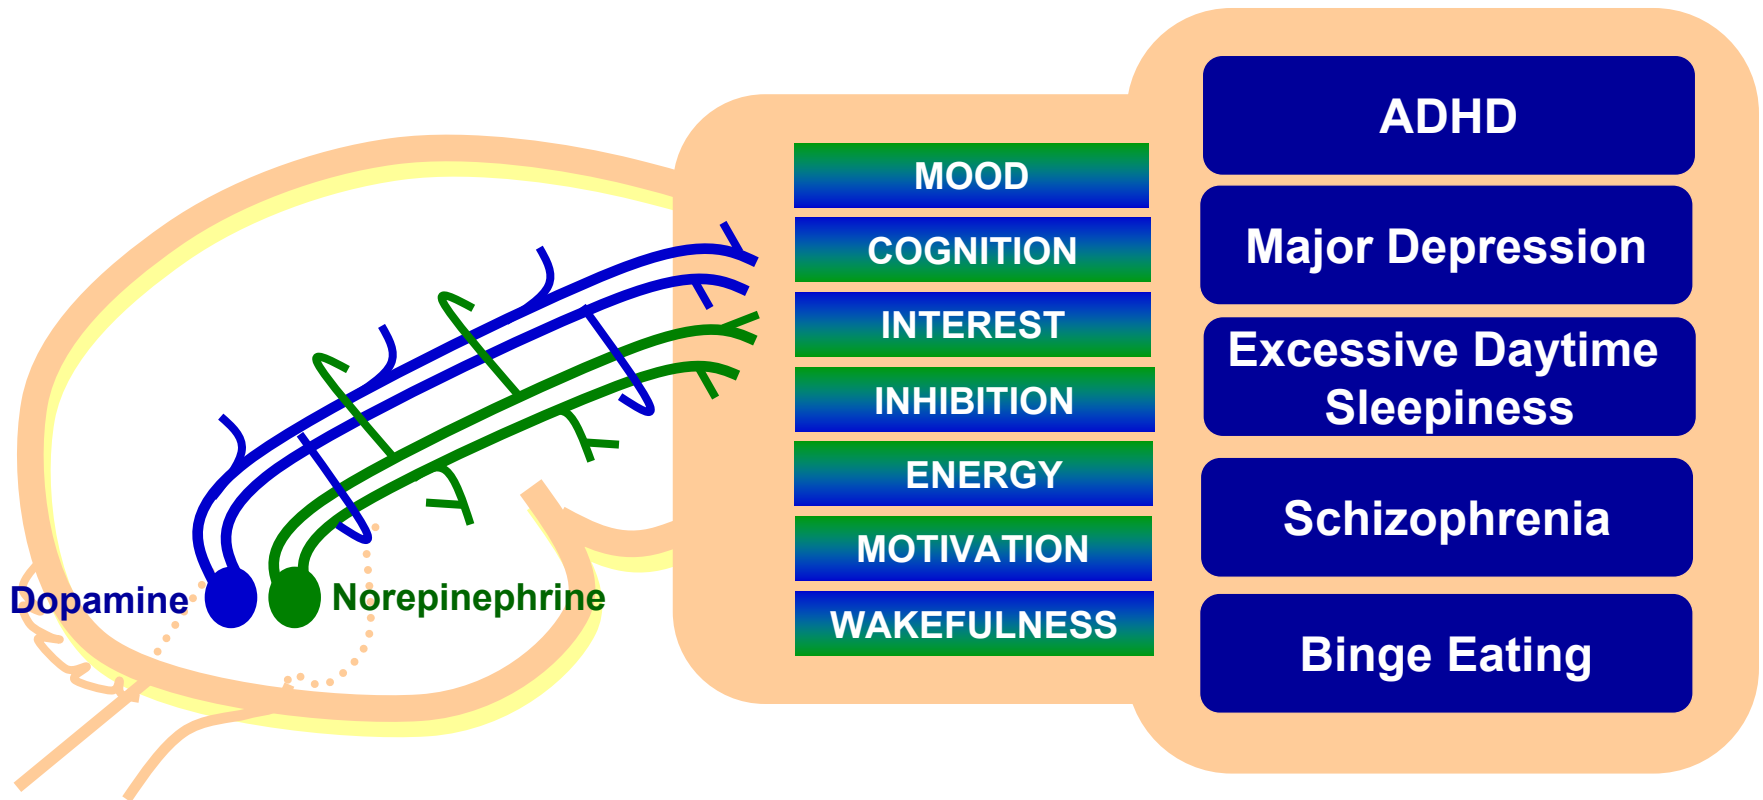 Dopamine
Norepinephrine
MOOD
COGNITION
INTEREST
INHIBITION
ENERGY
MOTIVATION
WAKEFULNESS
ADHD
Major Depression
Excessive Daytime
Sleepiness
Schizophrenia
Binge Eating